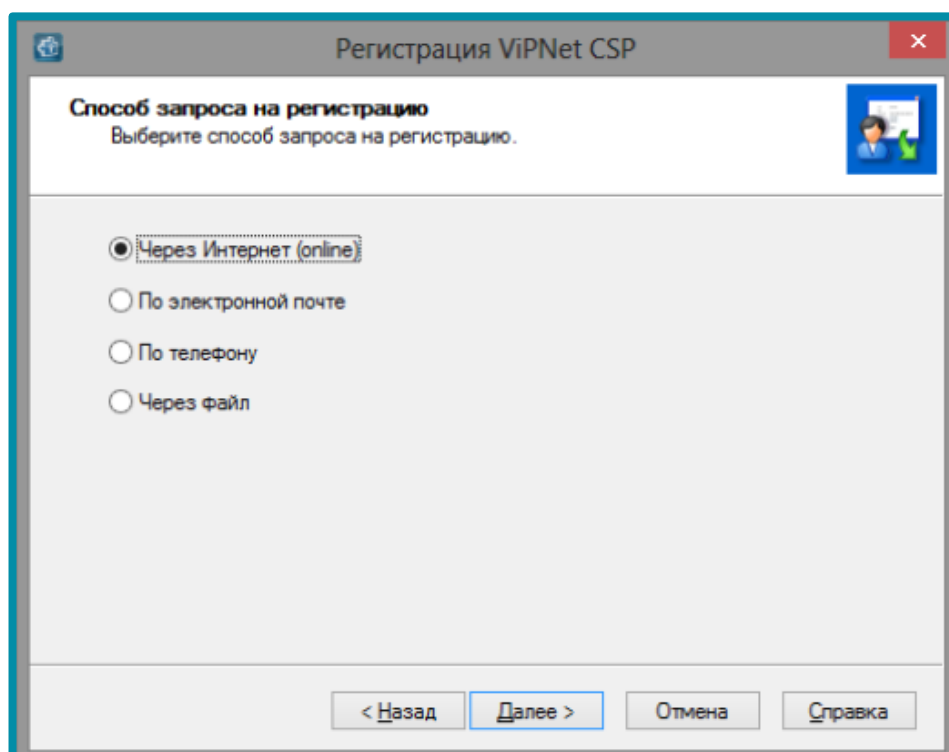 Регистрация ViPNet CSP
Способ запроса на регистрацию
Выберите способ запроса на регистрацию.
Через Интернет (online)
По электронной почте
По телефону
Через файл
< Назад Далее > Отмена Справка